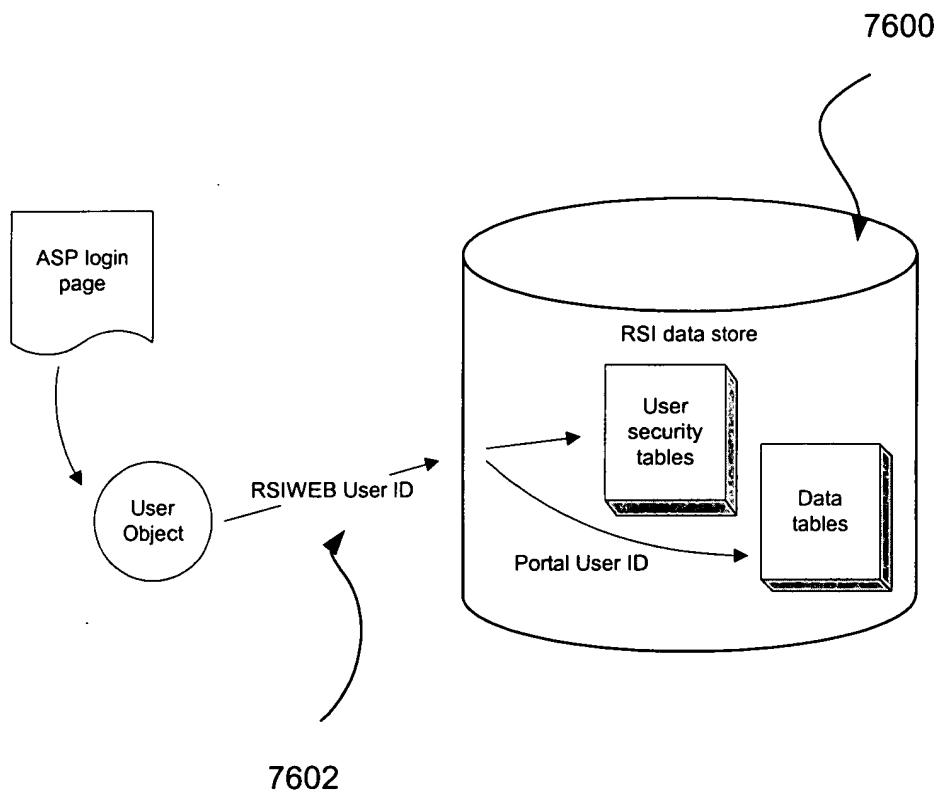 7600
ASP login
page
RSI data store
User
security
tables
RSIWEB User ID
User
Object
Data
tables
Portal User ID
7602